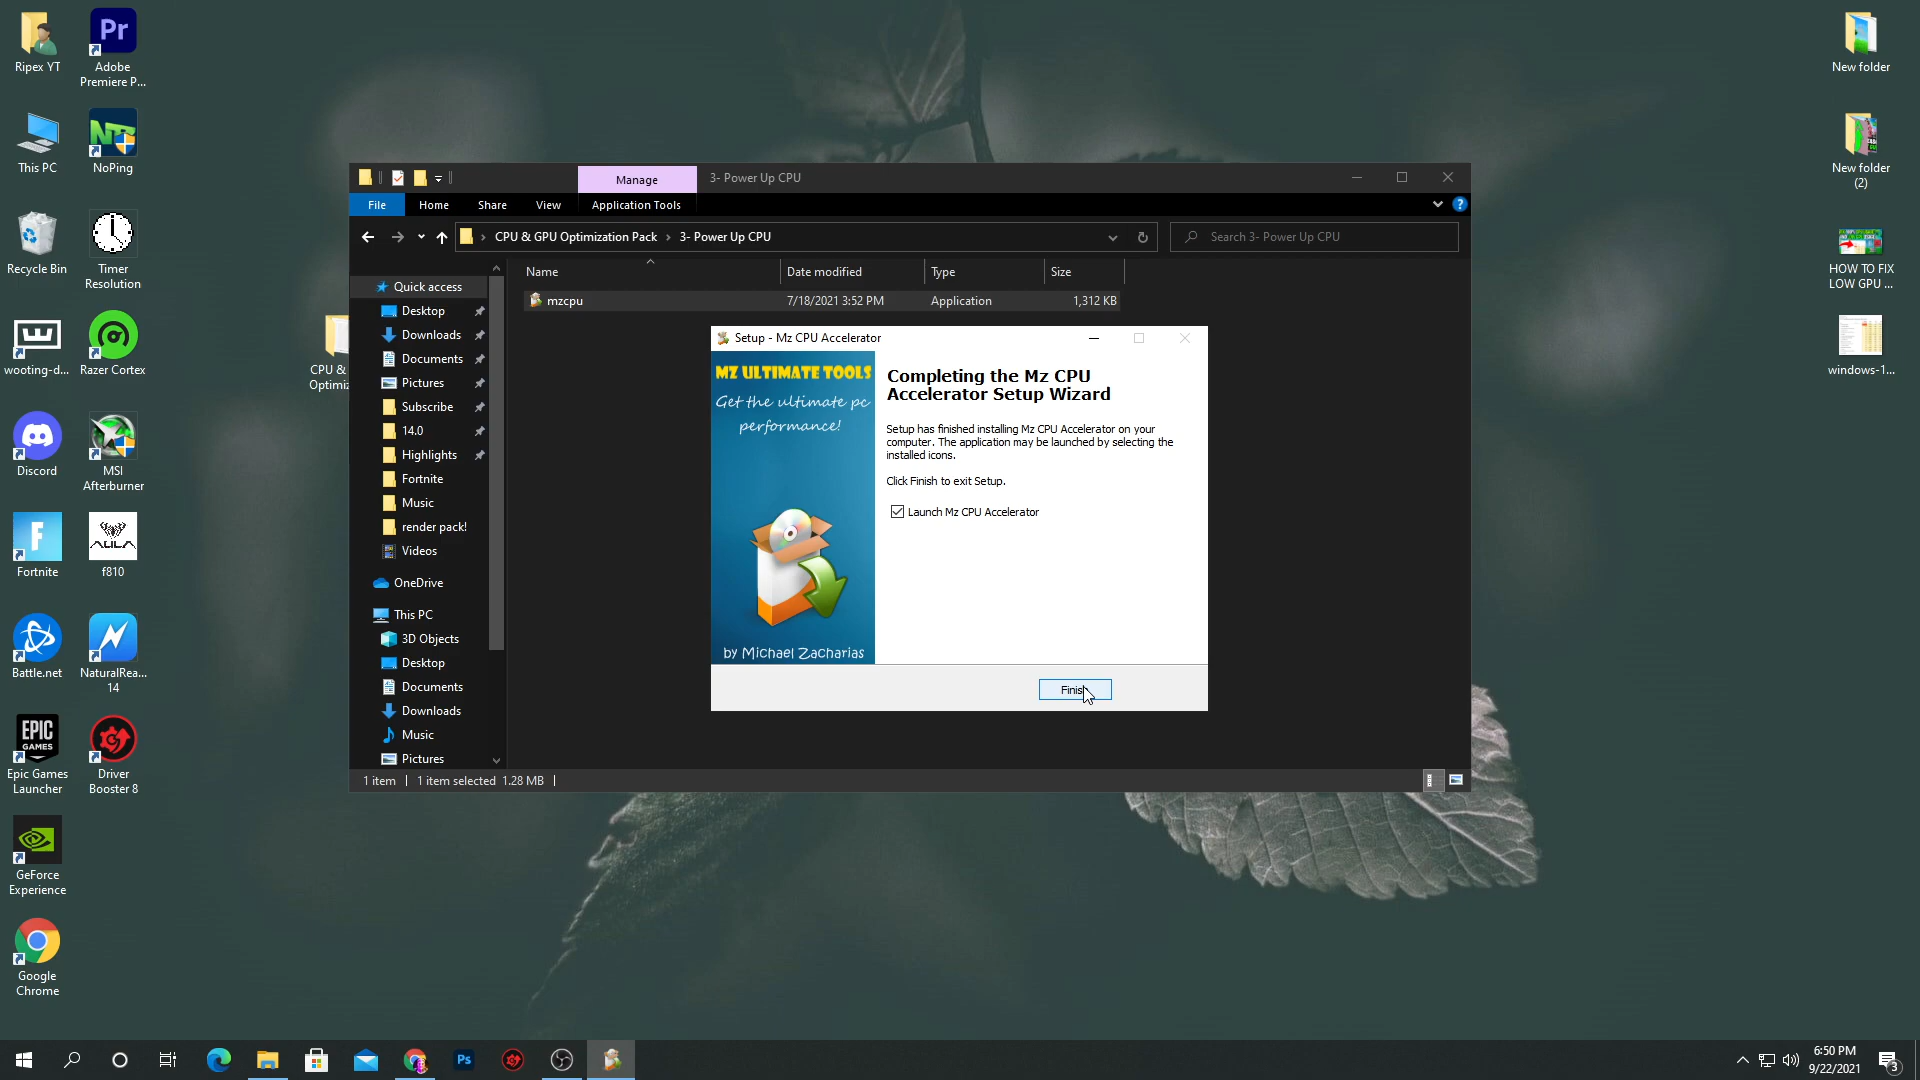 Ripex YT
Adobe
Premiere P...
This PC
NoPing
Recycle Bin
Timer
Resolution
wooting-d...
Razer Cortex
Discord
MSI
Afterburner
Fortnite
f810
Battle.net
NaturalRea...
14
Epic Games
Launcher
Driver
Booster 8
GeForce
Experience
Google
Chrome
CPU &
Optimiz
New folder
New folder
(2)
HOW TO FIX
LOW GPU ...
windows-1...
Manage
3- Power Up CPU
File
Home
Share
View
Application Tools
CPU & GPU Optimization Pack
3- Power Up CPU
Search 3- Power Up CPU
Name
Date modified
Type
Size
mzcpu
7/18/2021 3:52 PM
Application
1,312 KB
Quick access
Desktop
Downloads
Documents
Pictures
Subscribe
14.0
Highlights
Fortnite
Music
render pack!
Videos
OneDrive
This PC
3D Objects
Desktop
Documents
Downloads
Music
Pictures
1 item
1 item selected 1.28 MB
Setup - Mz CPU Accelerator
MZ ULTIMATE TOOLS
Get the ultimate pc
performance!
by Michael Zacharias
Completing the Mz CPU
Accelerator Setup Wizard
Setup has finished installing Mz CPU Accelerator on your
computer. The application may be launched by selecting the
installed icons.
Click Finish to exit Setup.
Launch Mz CPU Accelerator
Finish
Pr
AULA
EPIC
GAMES
Ps
6:50 PM
9/22/2021
3